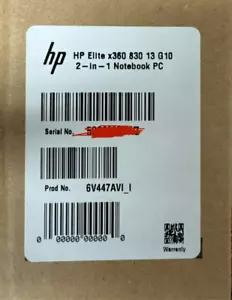 hp
HP Elite x360 830 13 G10
2-in-1 Notebook PC
Serial No.
Prod No. 6V447AVI_I
0 00000 00000 0
Warranty